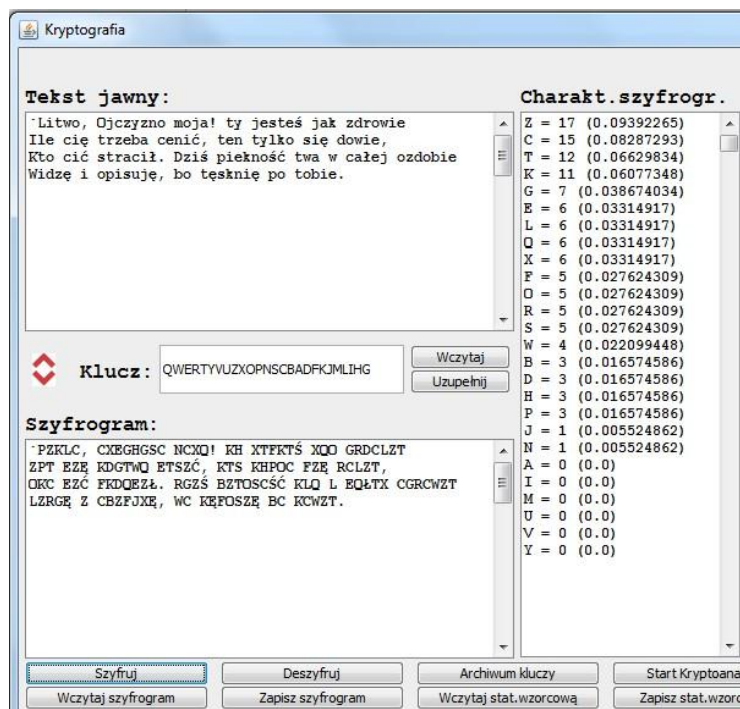 Kryptografia
Tekst jawny:
`Litwo, Ojczyzno moja! ty jesteś jak zdrowie
Ile cię trzeba cenić, ten tylko się dowie,
Kto cić stracił. Dziś piekność twa w całej ozdobie
Widzę i opisuję, bo tęsknię po tobie.
Klucz: QWERTYVUZXOPNSCBADFKJMLIHG
Wczytaj
Uzupełnij
Szyfrogram:
`PZKLC, CXEGHGSC NCXQ! KH XTFKTŚ XQO GRDCLZT
ZPT EZĘ KDGTWQ ETSZĆ, KTS KHPOC FZĘ RCLZT,
OKC EZĆ FKDQEZŁ. RGZŚ BZTOSCŚĆ KLQ L EQŁTX CGRCWZT
LZRGĘ Z CBZFJXĘ, WC KĘFOSZĘ BC KCWZT.
Charakt.szyfrogr.
Z = 17 (0.09392265)
C = 15 (0.08287293)
T = 12 (0.06629834)
K = 11 (0.06077348)
G = 7 (0.038674034)
E = 6 (0.03314917)
L = 6 (0.03314917)
Q = 6 (0.03314917)
X = 6 (0.03314917)
F = 5 (0.027624309)
O = 5 (0.027624309)
R = 5 (0.027624309)
S = 5 (0.027624309)
W = 4 (0.022099448)
B = 3 (0.016574586)
D = 3 (0.016574586)
H = 3 (0.016574586)
P = 3 (0.016574586)
J = 1 (0.005524862)
N = 1 (0.005524862)
A = 0 (0.0)
I = 0 (0.0)
M = 0 (0.0)
U = 0 (0.0)
V = 0 (0.0)
Y = 0 (0.0)
Szyfruj
Deszyfruj
Archiwum kluczy
Start Kryptoana
Wczytaj szyfrogram
Zapisz szyfrogram
Wczytaj stat.wzorcową
Zapisz stat.wzorc